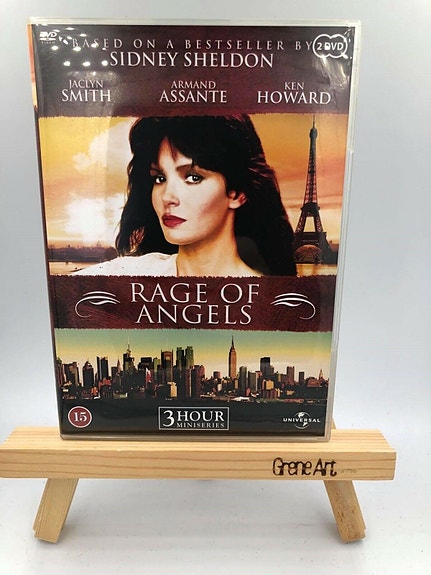 DVD
BASED ON A BESTSELLER BY
2 DVD
SIDNEY SHELDON
JACLYN SMITH
ARMAND ASSANTE
KEN HOWARD
RAGE OF
ANGELS
15
3 HOUR
MINISERIES
UNIVERSAL
Grene Art